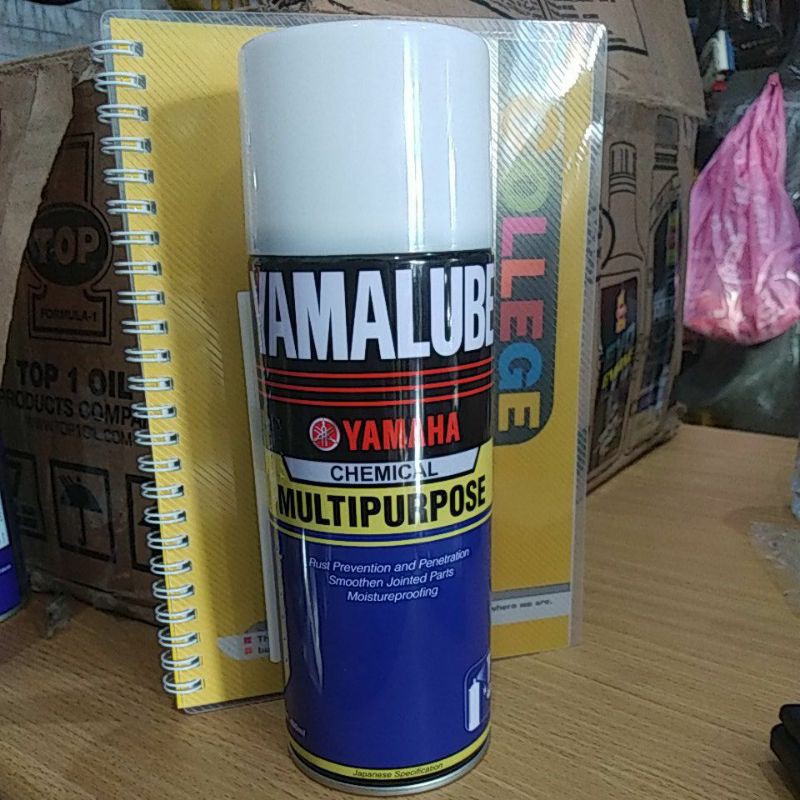 YAMALUBE
YAMAHA
CHEMICAL
MULTIPURPOSE
Rust Prevention and Penetration
Smoothen Jointed Parts
Moistureproofing
Japanese Specification
COLLEGE
where we are.
TOP
FORMULA-1
TOP 1 OIL
PRODUCTS COMPA